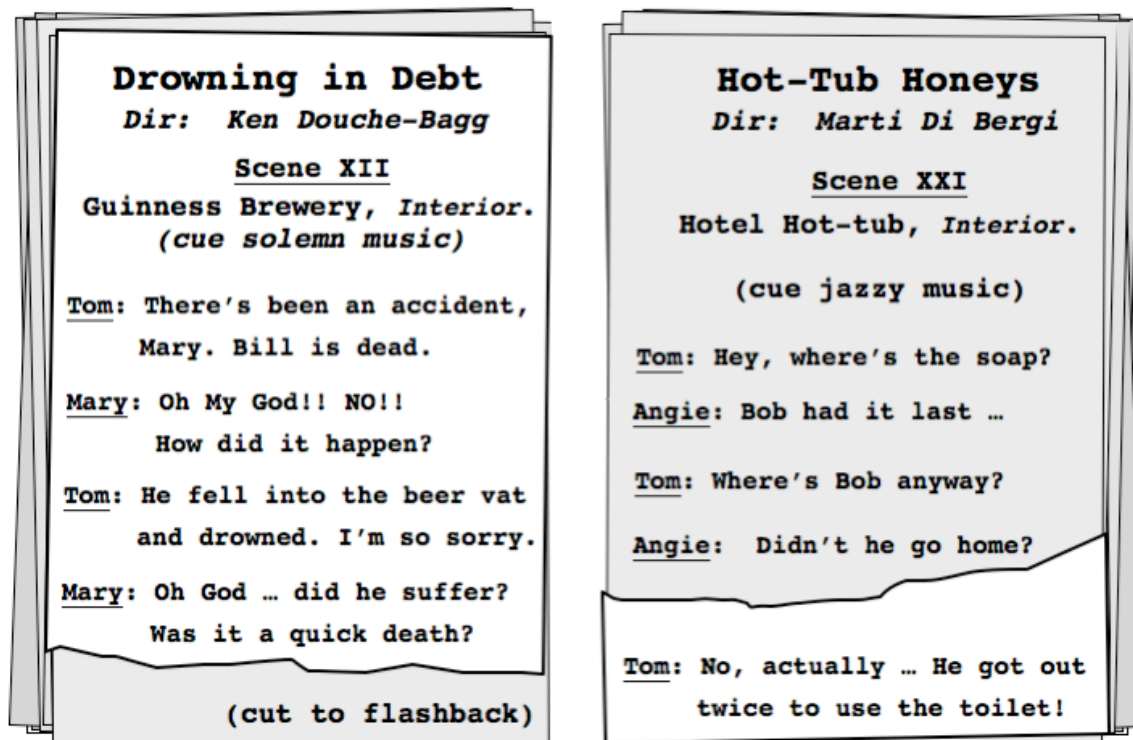 Drowning in Debt
Dir: Ken Douche-Bagg
Scene XII
Guinness Brewery, Interior.
(cue solemn music)
Tom: There's been an accident,
Mary. Bill is dead.
Mary: Oh My God!! NO!!
How did it happen?
Tom: He fell into the beer vat
and drowned. I'm so sorry.
Mary: Oh God … did he suffer?
Was it a quick death?
(cut to flashback)
Hot-Tub Honeys
Dir: Marti Di Bergi
Scene XXI
Hotel Hot-tub, Interior.
(cue jazzy music)
Tom: Hey, where's the soap?
Angie: Bob had it last …
Tom: Where's Bob anyway?
Angie: Didn't he go home?
Tom: No, actually … He got out
twice to use the toilet!